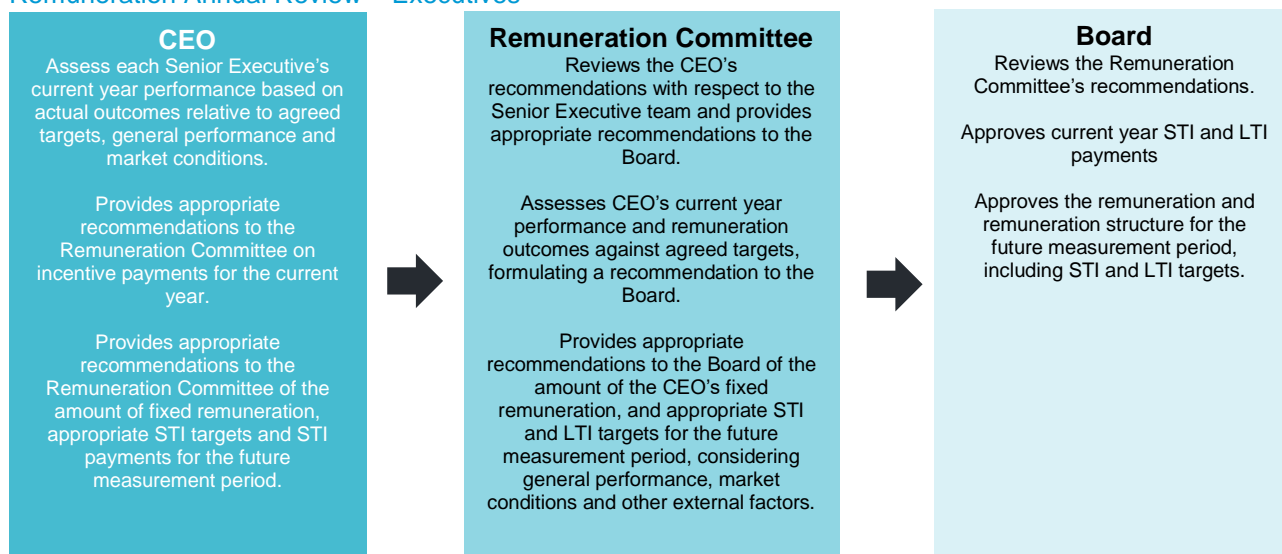 Remuneration Annual Review – Executives
CEO
Assess each Senior Executive's
current year performance based on
actual outcomes relative to agreed
targets, general performance and
market conditions.
Provides appropriate
recommendations to the
Remuneration Committee on
incentive payments for the current
year.
Provides appropriate
recommendations to the
Remuneration Committee of the
amount of fixed remuneration,
appropriate STI targets and STI
payments for the future
measurement period.
Remuneration Committee
Reviews the CEO's
recommendations with respect to the
Senior Executive team and provides
appropriate recommendations to the
Board.
Assesses CEO's current year
performance and remuneration
outcomes against agreed targets,
formulating a recommendation to the
Board.
Provides appropriate
recommendations to the Board of the
amount of the CEO's fixed
remuneration, and appropriate STI
and LTI targets for the future
measurement period, considering
general performance, market
conditions and other external factors.
Board
Reviews the Remuneration
Committee's recommendations.
Approves current year STI and LTI
payments
Approves the remuneration and
remuneration structure for the
future measurement period,
including STI and LTI targets.